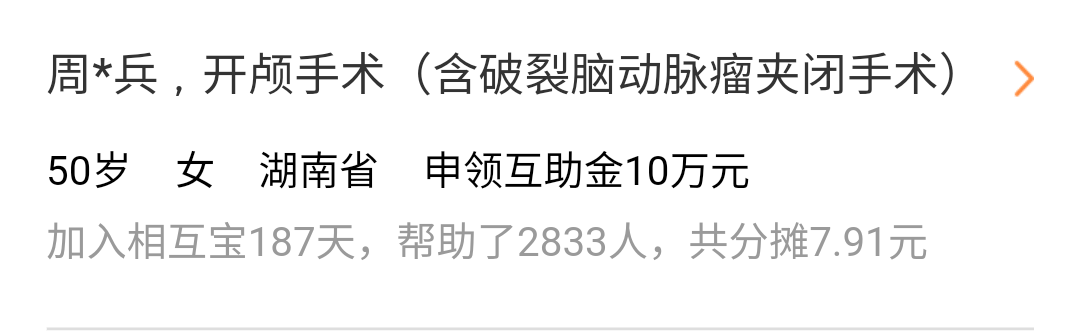 周*兵，开颅手术（含破裂脑动脉瘤夹闭手术）
50岁 女 湖南省 申领互助金10万元
加入相互宝187天，帮助了2833人，共分摊7.91元